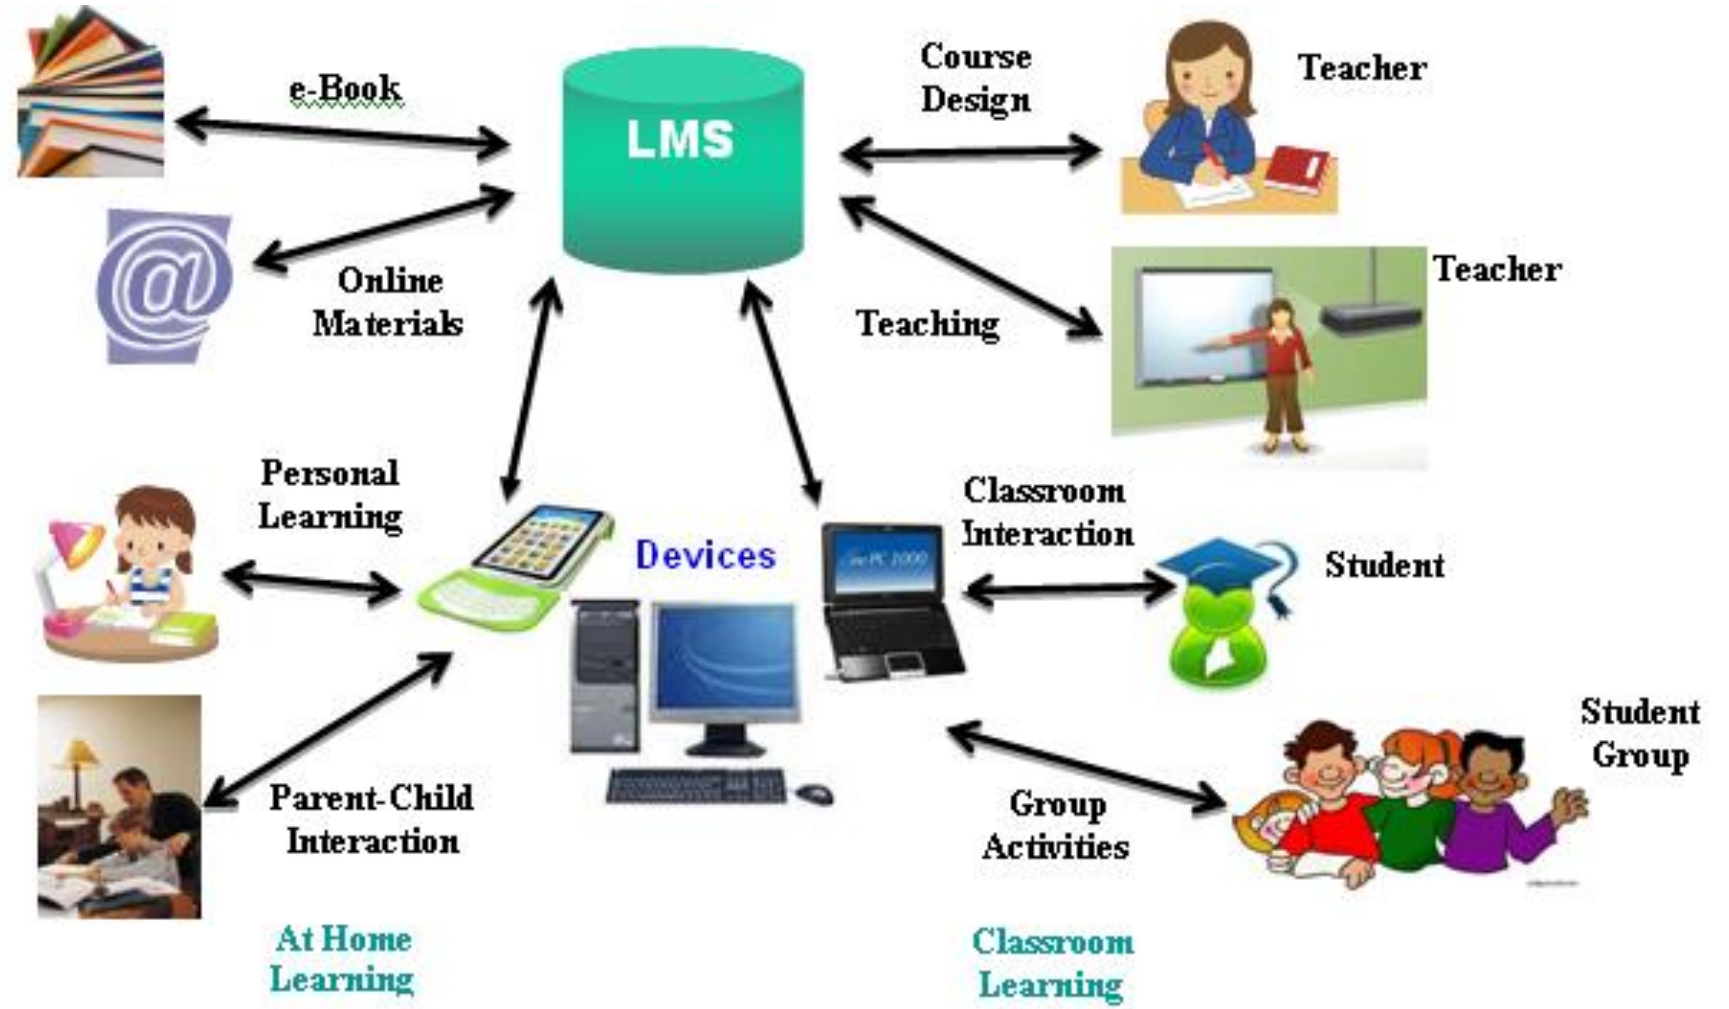 e-Book
LMS
Course
Design
Teacher
Online
Materials
Teaching
Teacher
Personal
Learning
Devices
Classroom
Interaction
Student
Parent-Child
Interaction
Group
Activities
Student
Group
At Home
Learning
Classroom
Learning